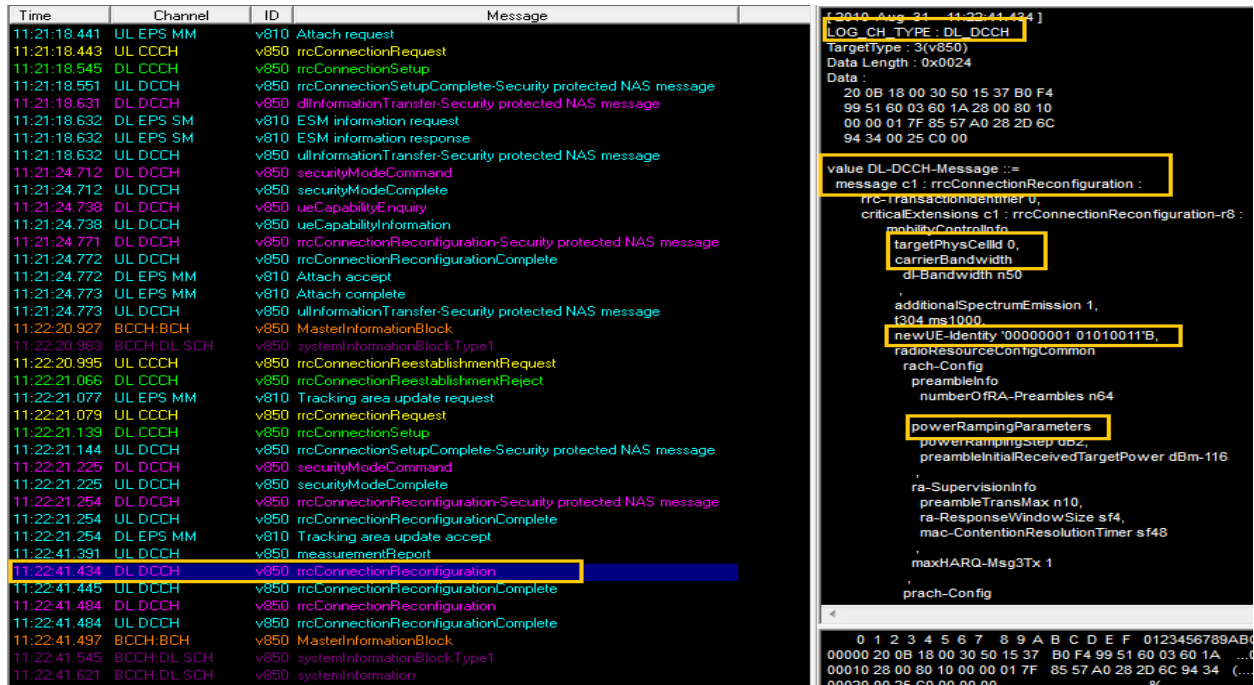 Time Channel ID Message
11:21:18.441 UL EPS MM v810 Attach request
11:21:18.443 UL CCCH v850 rrcConnectionRequest
11:21:18.545 DL CCCH v850 rrcConnectionSetup
11:21:18.551 UL DCCH v850 rrcConnectionSetupComplete-Security protected NAS message
11:21:18.631 DL DCCH v850 dlInformationTransfer-Security protected NAS message
11:21:18.632 DL EPS SM v810 ESM information request
11:21:18.632 UL EPS SM v810 ESM information response
11:21:18.632 UL DCCH v850 ulInformationTransfer-Security protected NAS message
11:21:24.712 DL DCCH v850 securityModeCommand
11:21:24.712 UL DCCH v850 securityModeComplete
11:21:24.738 DL DCCH v850 ueCapabilityEnquiry
11:21:24.738 UL DCCH v850 ueCapabilityInformation
11:21:24.771 DL DCCH v850 rrcConnectionReconfiguration-Security protected NAS message
11:21:24.772 UL DCCH v850 rrcConnectionReconfigurationComplete
11:21:24.772 DL EPS MM v810 Attach accept
11:21:24.773 UL EPS MM v810 Attach complete
11:21:24.773 UL DCCH v850 ulInformationTransfer-Security protected NAS message
11:22:20.927 BCCH:BCH v850 MasterInformationBlock
11:22:20.983 BCCH:DL SCH v850 systemInformationBlockType1
11:22:20.995 UL CCCH v850 rrcConnectionReestablishmentRequest
11:22:21.066 DL CCCH v850 rrcConnectionReestablishmentReject
11:22:21.077 UL EPS MM v810 Tracking area update request
11:22:21.079 UL CCCH v850 rrcConnectionRequest
11:22:21.139 DL CCCH v850 rrcConnectionSetup
11:22:21.144 UL DCCH v850 rrcConnectionSetupComplete-Security protected NAS message
11:22:21.225 DL DCCH v850 securityModeCommand
11:22:21.225 UL DCCH v850 securityModeComplete
11:22:21.254 DL DCCH v850 rrcConnectionReconfiguration-Security protected NAS message
11:22:21.254 UL DCCH v850 rrcConnectionReconfigurationComplete
11:22:21.254 DL EPS MM v810 Tracking area update accept
11:22:41.391 UL DCCH v850 measurementReport
11:22:41.434 DL DCCH v850 rrcConnectionReconfiguration
11:22:41.445 UL DCCH v850 rrcConnectionReconfigurationComplete
11:22:41.484 DL DCCH v850 rrcConnectionReconfiguration
11:22:41.484 UL DCCH v850 rrcConnectionReconfigurationComplete
11:22:41.497 BCCH:BCH v850 MasterInformationBlock
11:22:41.545 BCCH:DL SCH v850 systemInformationBlockType1
11:22:41.621 BCCH:DL SCH v850 systemInformation
[ 2010 Aug 31 11:22:41.434 ]
LOG_CH_TYPE : DL_DCCH
TargetType : 3(v850)
Data Length : 0x0024
Data :
20 0B 18 00 30 50 15 37 B0 F4
99 51 60 03 60 1A 28 00 80 10
00 00 01 7F 85 57 A0 28 2D 6C
94 34 00 25 C0 00
value DL-DCCH-Message ::=
message c1 : rrcConnectionReconfiguration :
rrc-TransactionIdentifier 0,
criticalExtensions c1 : rrcConnectionReconfiguration-r8 :
mobilityControlInfo
targetPhysCellId 0,
carrierBandwidth
dl-Bandwidth n50
,
additionalSpectrumEmission 1,
t304 ms1000,
newUE-Identity '00000001 01010011'B,
radioResourceConfigCommon
rach-Config
preambleInfo
numberOfRA-Preambles n64
powerRampingParameters
powerRampingStep dB2,
preambleInitialReceivedTargetPower dBm-116
,
ra-SupervisionInfo
preambleTransMax n10,
ra-ResponseWindowSize sf4,
mac-ContentionResolutionTimer sf48
,
maxHARQ-Msg3Tx 1
,
prach-Config
0 1 2 3 4 5 6 7 8 9 A B C D E F 0123456789ABC
00000 20 0B 18 00 30 50 15 37 B0 F4 99 51 60 03 60 1A
00010 28 00 80 10 00 00 01 7F 85 57 A0 28 2D 6C 94 34 (....